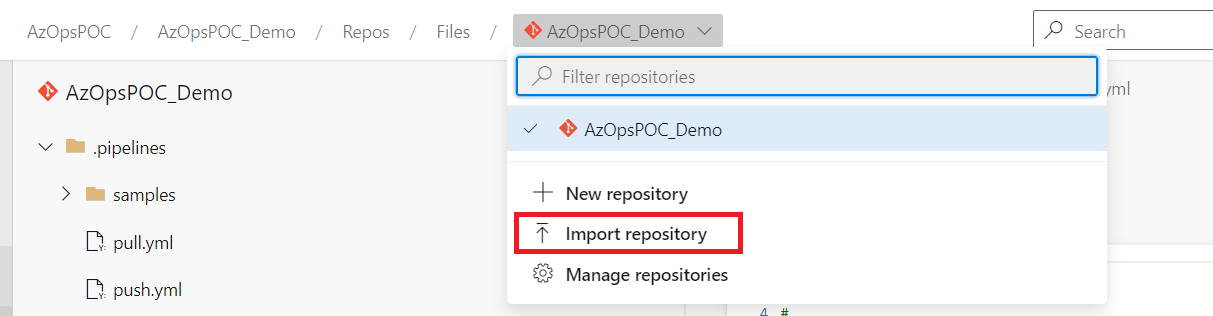 AzOpsPOC / AzOpsPOC_Demo / Repos / Files / AzOpsPOC_Demo
Search
Filter repositories
AzOpsPOC_Demo
New repository
Import repository
Manage repositories
AzOpsPOC_Demo
.pipelines
samples
pull.yml
push.yml
yml
4 #